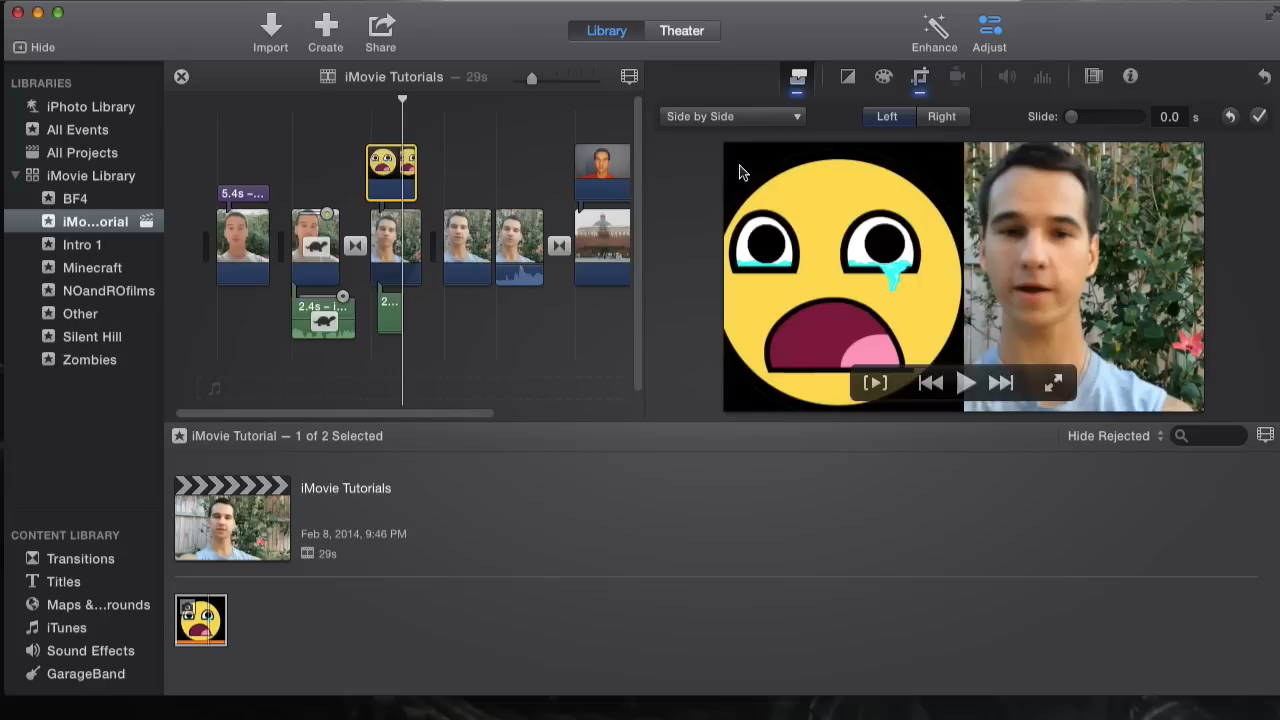 Hide
Import
Create
Share
Library
Theater
Enhance
Adjust
LIBRARIES
iPhoto Library
All Events
All Projects
iMovie Library
BF4
iMo...orial
Intro 1
Minecraft
NOandROfilms
Other
Silent Hill
Zombies
CONTENT LIBRARY
Transitions
Titles
Maps &...rounds
iTunes
Sound Effects
GarageBand
iMovie Tutorials — 29s
5.4s –...
2.4s – i...
2...
Side by Side
Left
Right
Slide:
0.0 s
iMovie Tutorial — 1 of 2 Selected
Hide Rejected
iMovie Tutorials
Feb 8, 2014, 9:46 PM
29s